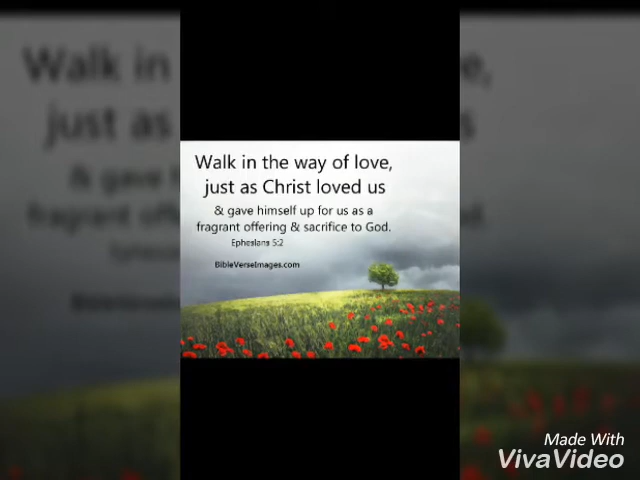 Walk in the way of love,
just as Christ loved us
& gave himself up for us as a
fragrant offering & sacrifice to God.
Ephesians 5:2
BibleVerseImages.com
Made With
VivaVideo